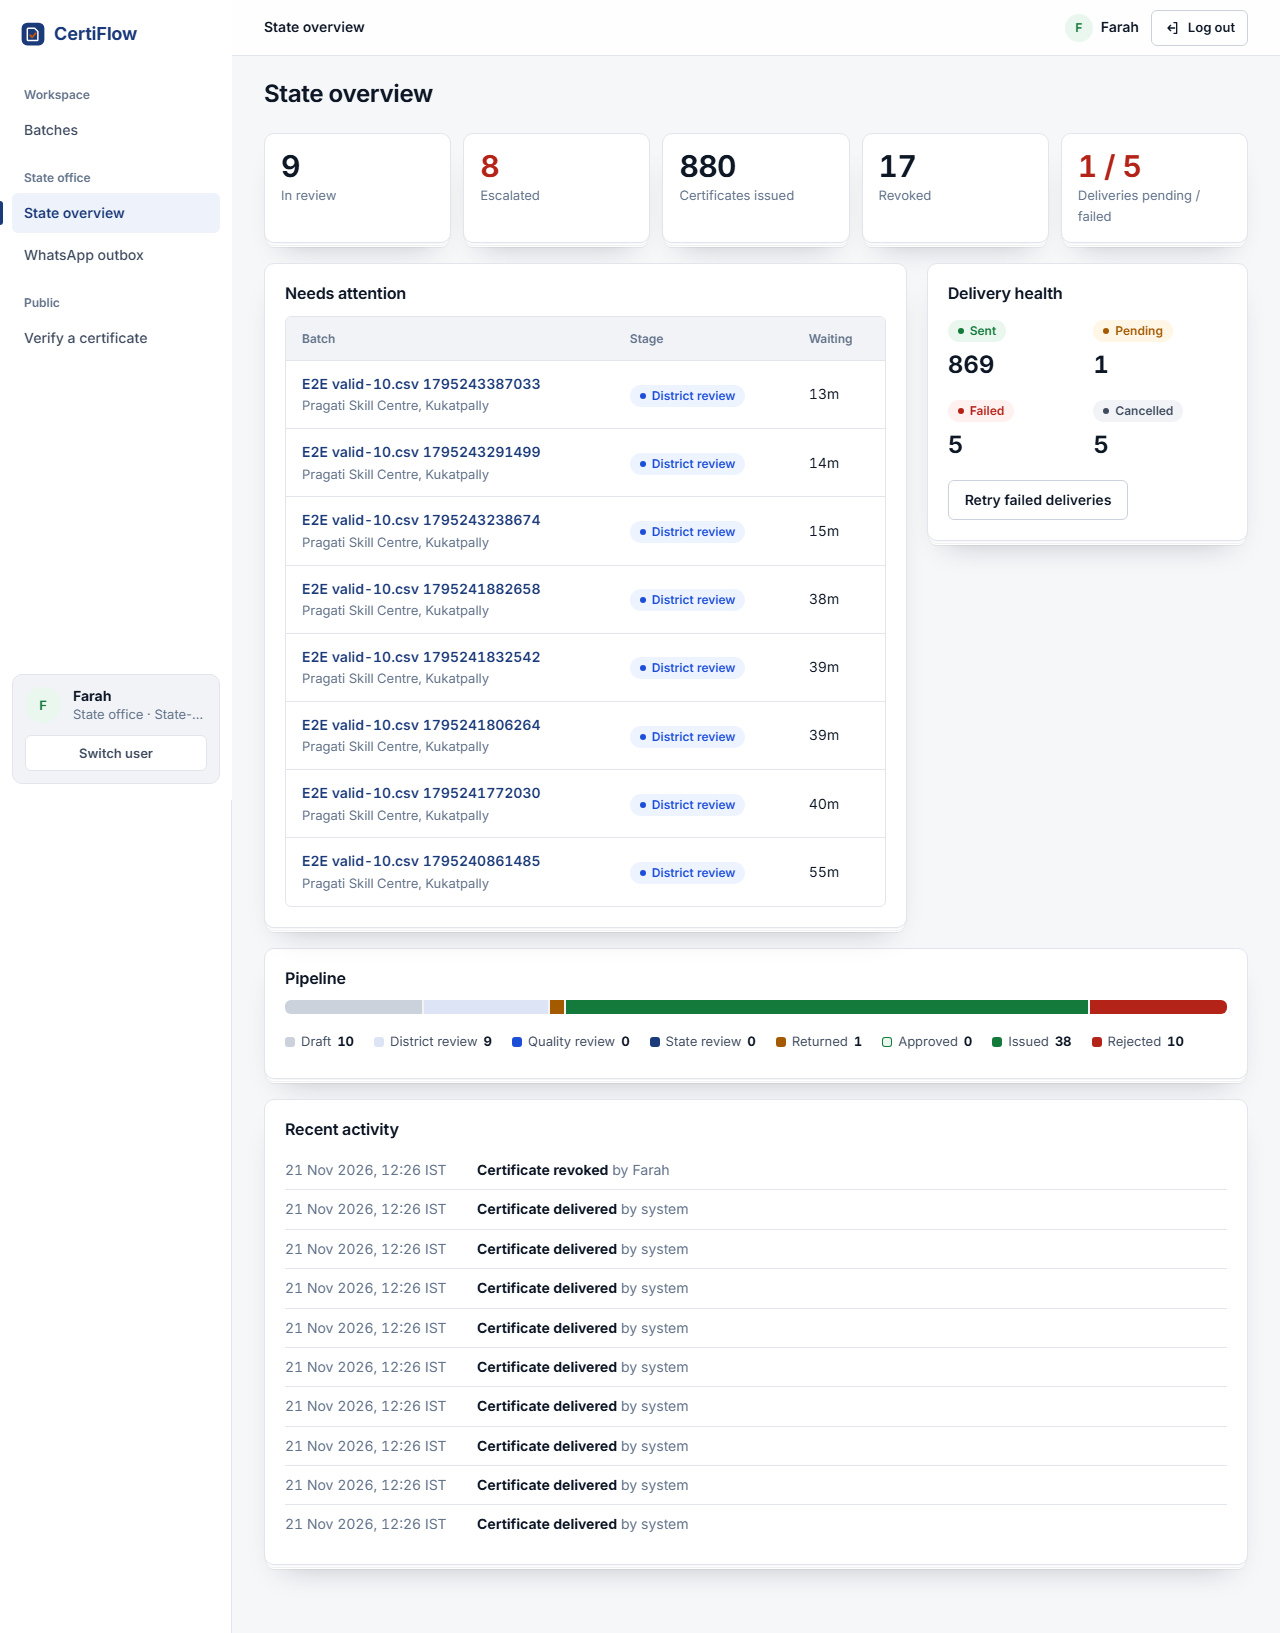 CertiFlow
Workspace
Batches
State office
State overview
WhatsApp outbox
Public
Verify a certificate
F
Farah
State office · State-...
Switch user
State overview
F
Farah
Log out
State overview
9
In review
8
Escalated
880
Certificates issued
17
Revoked
1 / 5
Deliveries pending /
failed
Needs attention
Batch Stage Waiting
E2E valid-10.csv 1795243387033
Pragati Skill Centre, Kukatpally
District review
13m
E2E valid-10.csv 1795243291499
Pragati Skill Centre, Kukatpally
District review
14m
E2E valid-10.csv 1795243238674
Pragati Skill Centre, Kukatpally
District review
15m
E2E valid-10.csv 1795241882658
Pragati Skill Centre, Kukatpally
District review
38m
E2E valid-10.csv 1795241832542
Pragati Skill Centre, Kukatpally
District review
39m
E2E valid-10.csv 1795241806264
Pragati Skill Centre, Kukatpally
District review
39m
E2E valid-10.csv 1795241772030
Pragati Skill Centre, Kukatpally
District review
40m
E2E valid-10.csv 1795240861485
Pragati Skill Centre, Kukatpally
District review
55m
Delivery health
Sent
869
Pending
1
Failed
5
Cancelled
5
Retry failed deliveries
Pipeline
Draft 10 District review 9 Quality review 0 State review 0 Returned 1 Approved 0 Issued 38 Rejected 10
Recent activity
21 Nov 2026, 12:26 IST Certificate revoked by Farah
21 Nov 2026, 12:26 IST Certificate delivered by system
21 Nov 2026, 12:26 IST Certificate delivered by system
21 Nov 2026, 12:26 IST Certificate delivered by system
21 Nov 2026, 12:26 IST Certificate delivered by system
21 Nov 2026, 12:26 IST Certificate delivered by system
21 Nov 2026, 12:26 IST Certificate delivered by system
21 Nov 2026, 12:26 IST Certificate delivered by system
21 Nov 2026, 12:26 IST Certificate delivered by system
21 Nov 2026, 12:26 IST Certificate delivered by system